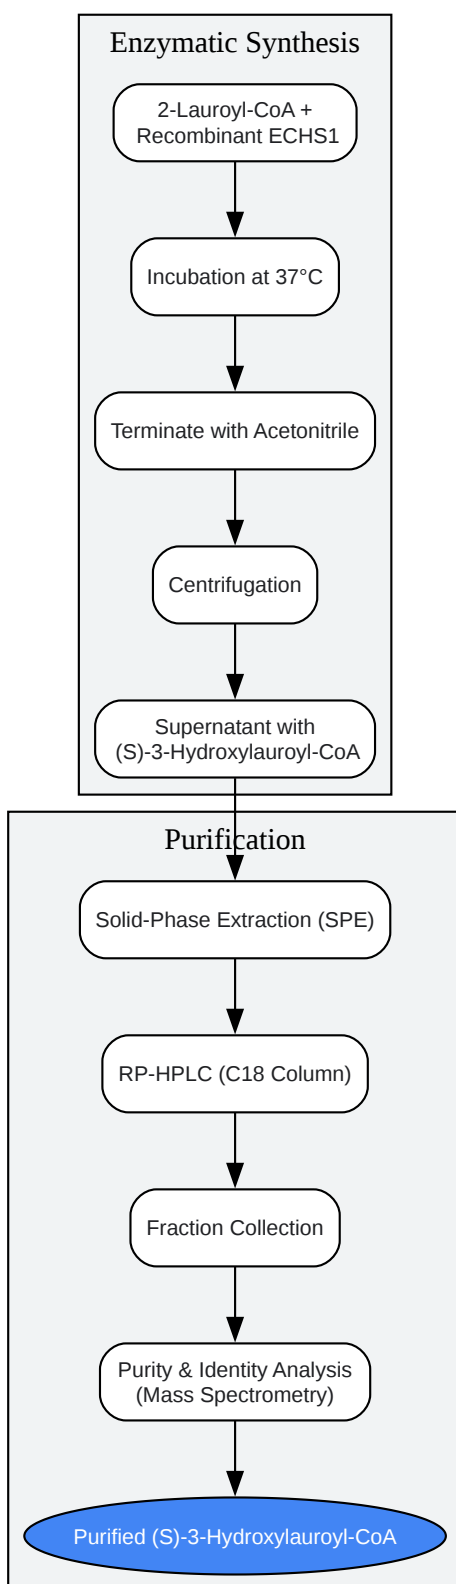 Enzymatic Synthesis
2-Lauroyl-CoA +
Recombinant ECHS1
Incubation at 37°C
Terminate with Acetonitrile
Centrifugation
Supernatant with
(S)-3-Hydroxylauroyl-CoA
Purification
Solid-Phase Extraction (SPE)
RP-HPLC (C18 Column)
Fraction Collection
Purity & Identity Analysis
(Mass Spectrometry)
Purified (S)-3-Hydroxylauroyl-CoA